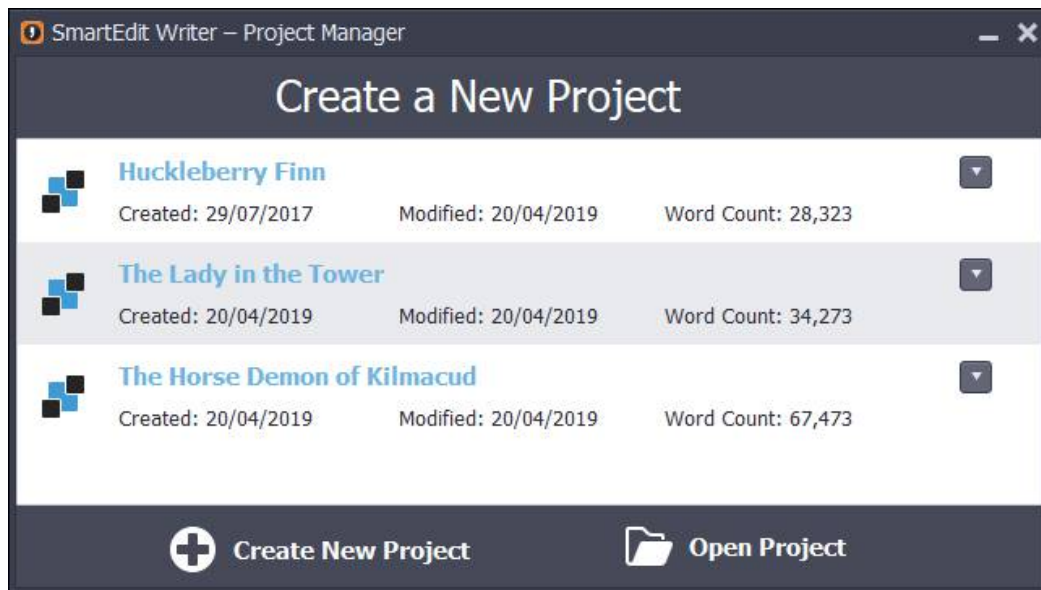 SmartEdit Writer – Project Manager
Create a New Project
Huckleberry Finn
Created: 29/07/2017 Modified: 20/04/2019 Word Count: 28,323
The Lady in the Tower
Created: 20/04/2019 Modified: 20/04/2019 Word Count: 34,273
The Horse Demon of Kilmacud
Created: 20/04/2019 Modified: 20/04/2019 Word Count: 67,473
Create New Project Open Project